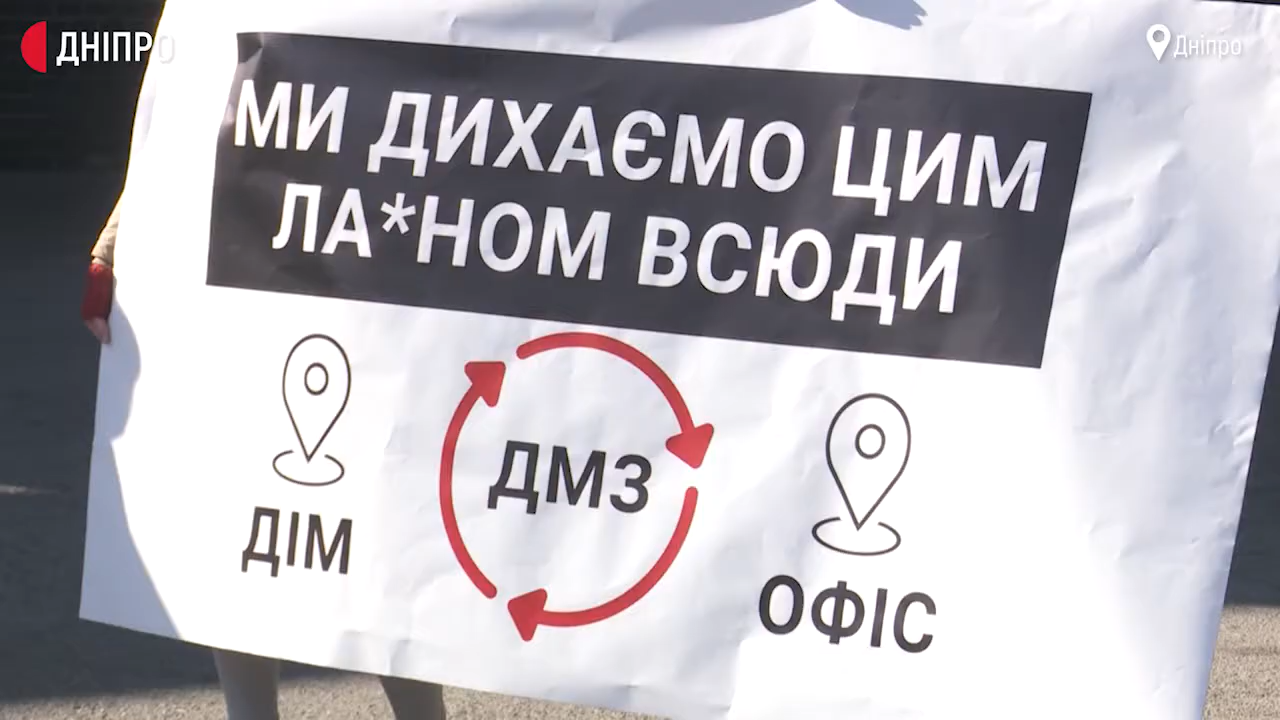 ДНІПРО
Дніпро
МИ ДИХАЄМО ЦИМ
ЛА*НОМ ВСЮДИ
ДМЗ
ДІМ
ОФІС